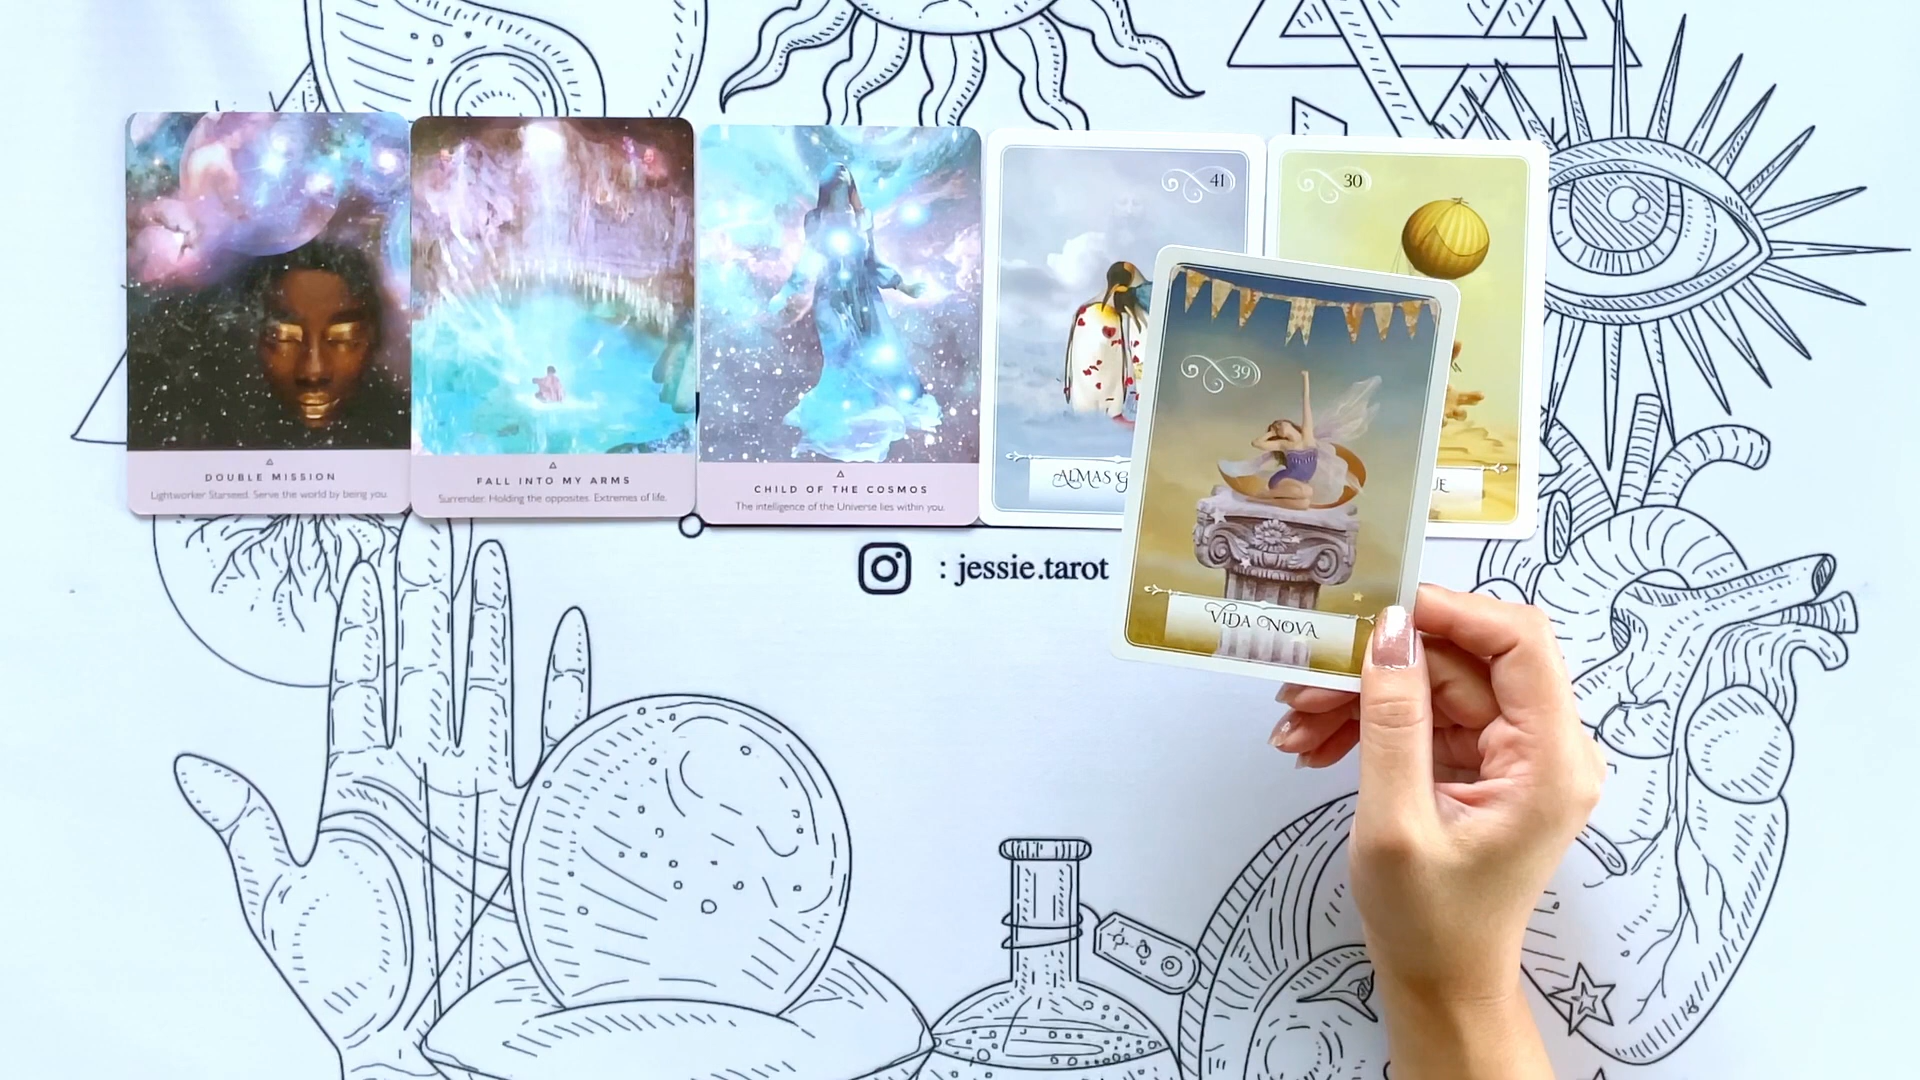 DOUBLE MISSION
Lightworker Starseed. Serve the world by being you.
FALL INTO MY ARMS
Surrender. Holding the opposites. Extremes of life.
CHILD OF THE COSMOS
The intelligence of the Universe lies within you.
41
ALMAS G
30
UE
39
VIDA NOVA
: jessie.tarot